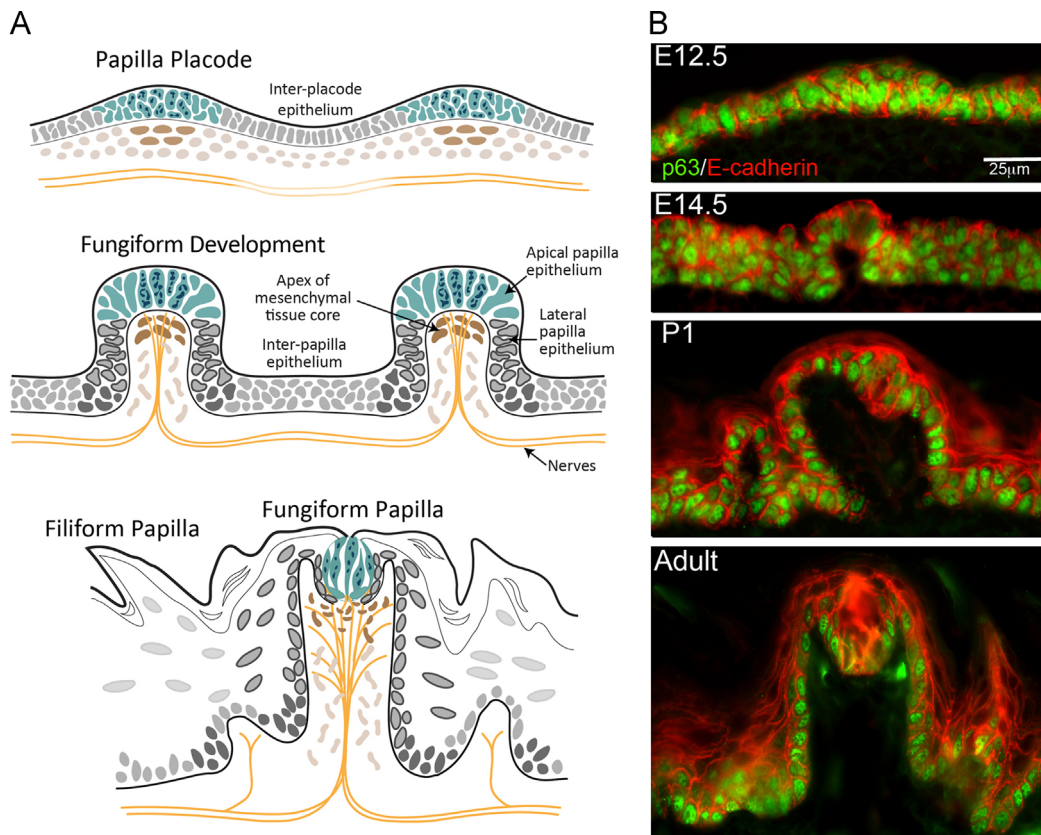 A
Papilla Placode
Inter-placode
epithelium
Fungiform Development
Apical papilla
epithelium
Apex of
mesenchymal
tissue core
Inter-papilla
epithelium
Lateral
papilla
epithelium
Nerves
Filiform Papilla
Fungiform Papilla
B
E12.5
p63/E-cadherin
25μm
E14.5
P1
Adult